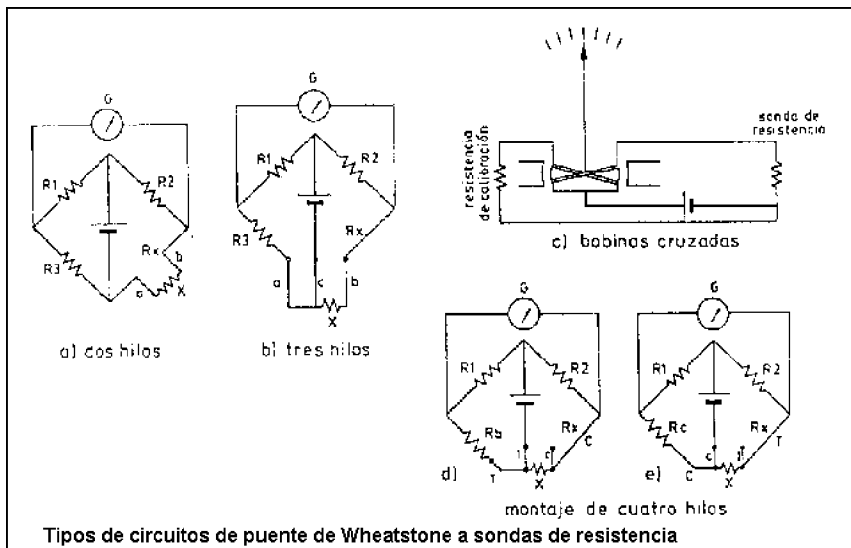 G
R1
R2
R3
Rx
b
a
X
a) dos hilos
G
R1
R2
R3
Rx
a
c
b
X
b) tres hilos
resistencia
de calibración
sonda de
resistencia
c) bobinas cruzadas
G
R1
R2
Rb
Rx
C
T
X
d)
G
R1
R2
Rc
Rx
T
c
C
X
e)
montaje de cuatro hilos
Tipos de circuitos de puente de Wheatstone a sondas de resistencia